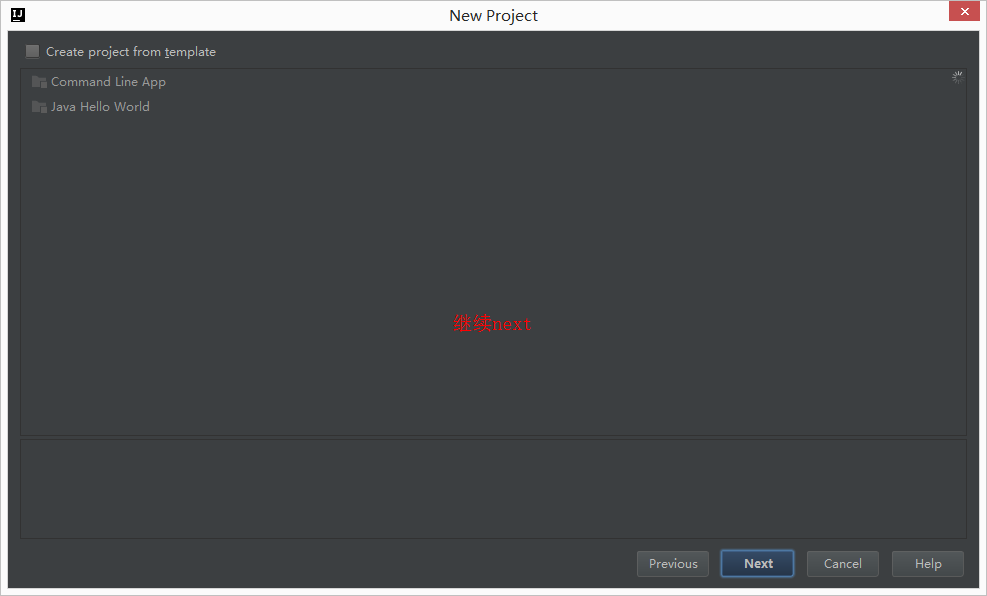 IJ
New Project
Create project from template
Command Line App
Java Hello World
继续next
Previous
Next
Cancel
Help